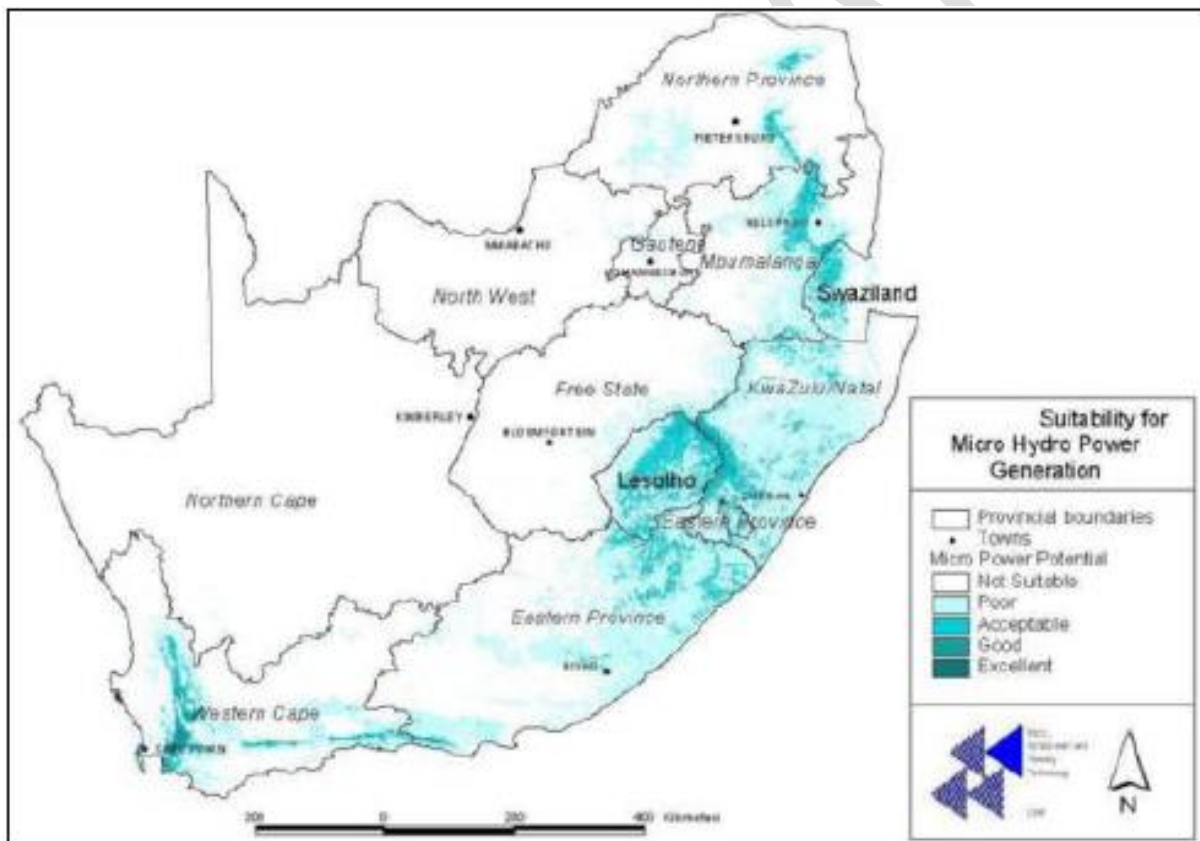 Northern Province
PIETERSBURG
Gauteng
Mpumalanga
Swaziland
North West
Free State
KwaZulu/Natal
KIMBERLEY
BLOEMFONTEIN
Northern Cape
Lesotho
Eastern Province
Eastern Province
Western Cape
CAPE TOWN
200 0 200 400 Kilometers
Suitability for
Micro Hydro Power
Generation
Provincial boundaries
Towns
Micro Power Potential
Not Suitable
Poor
Acceptable
Good
Excellent
N